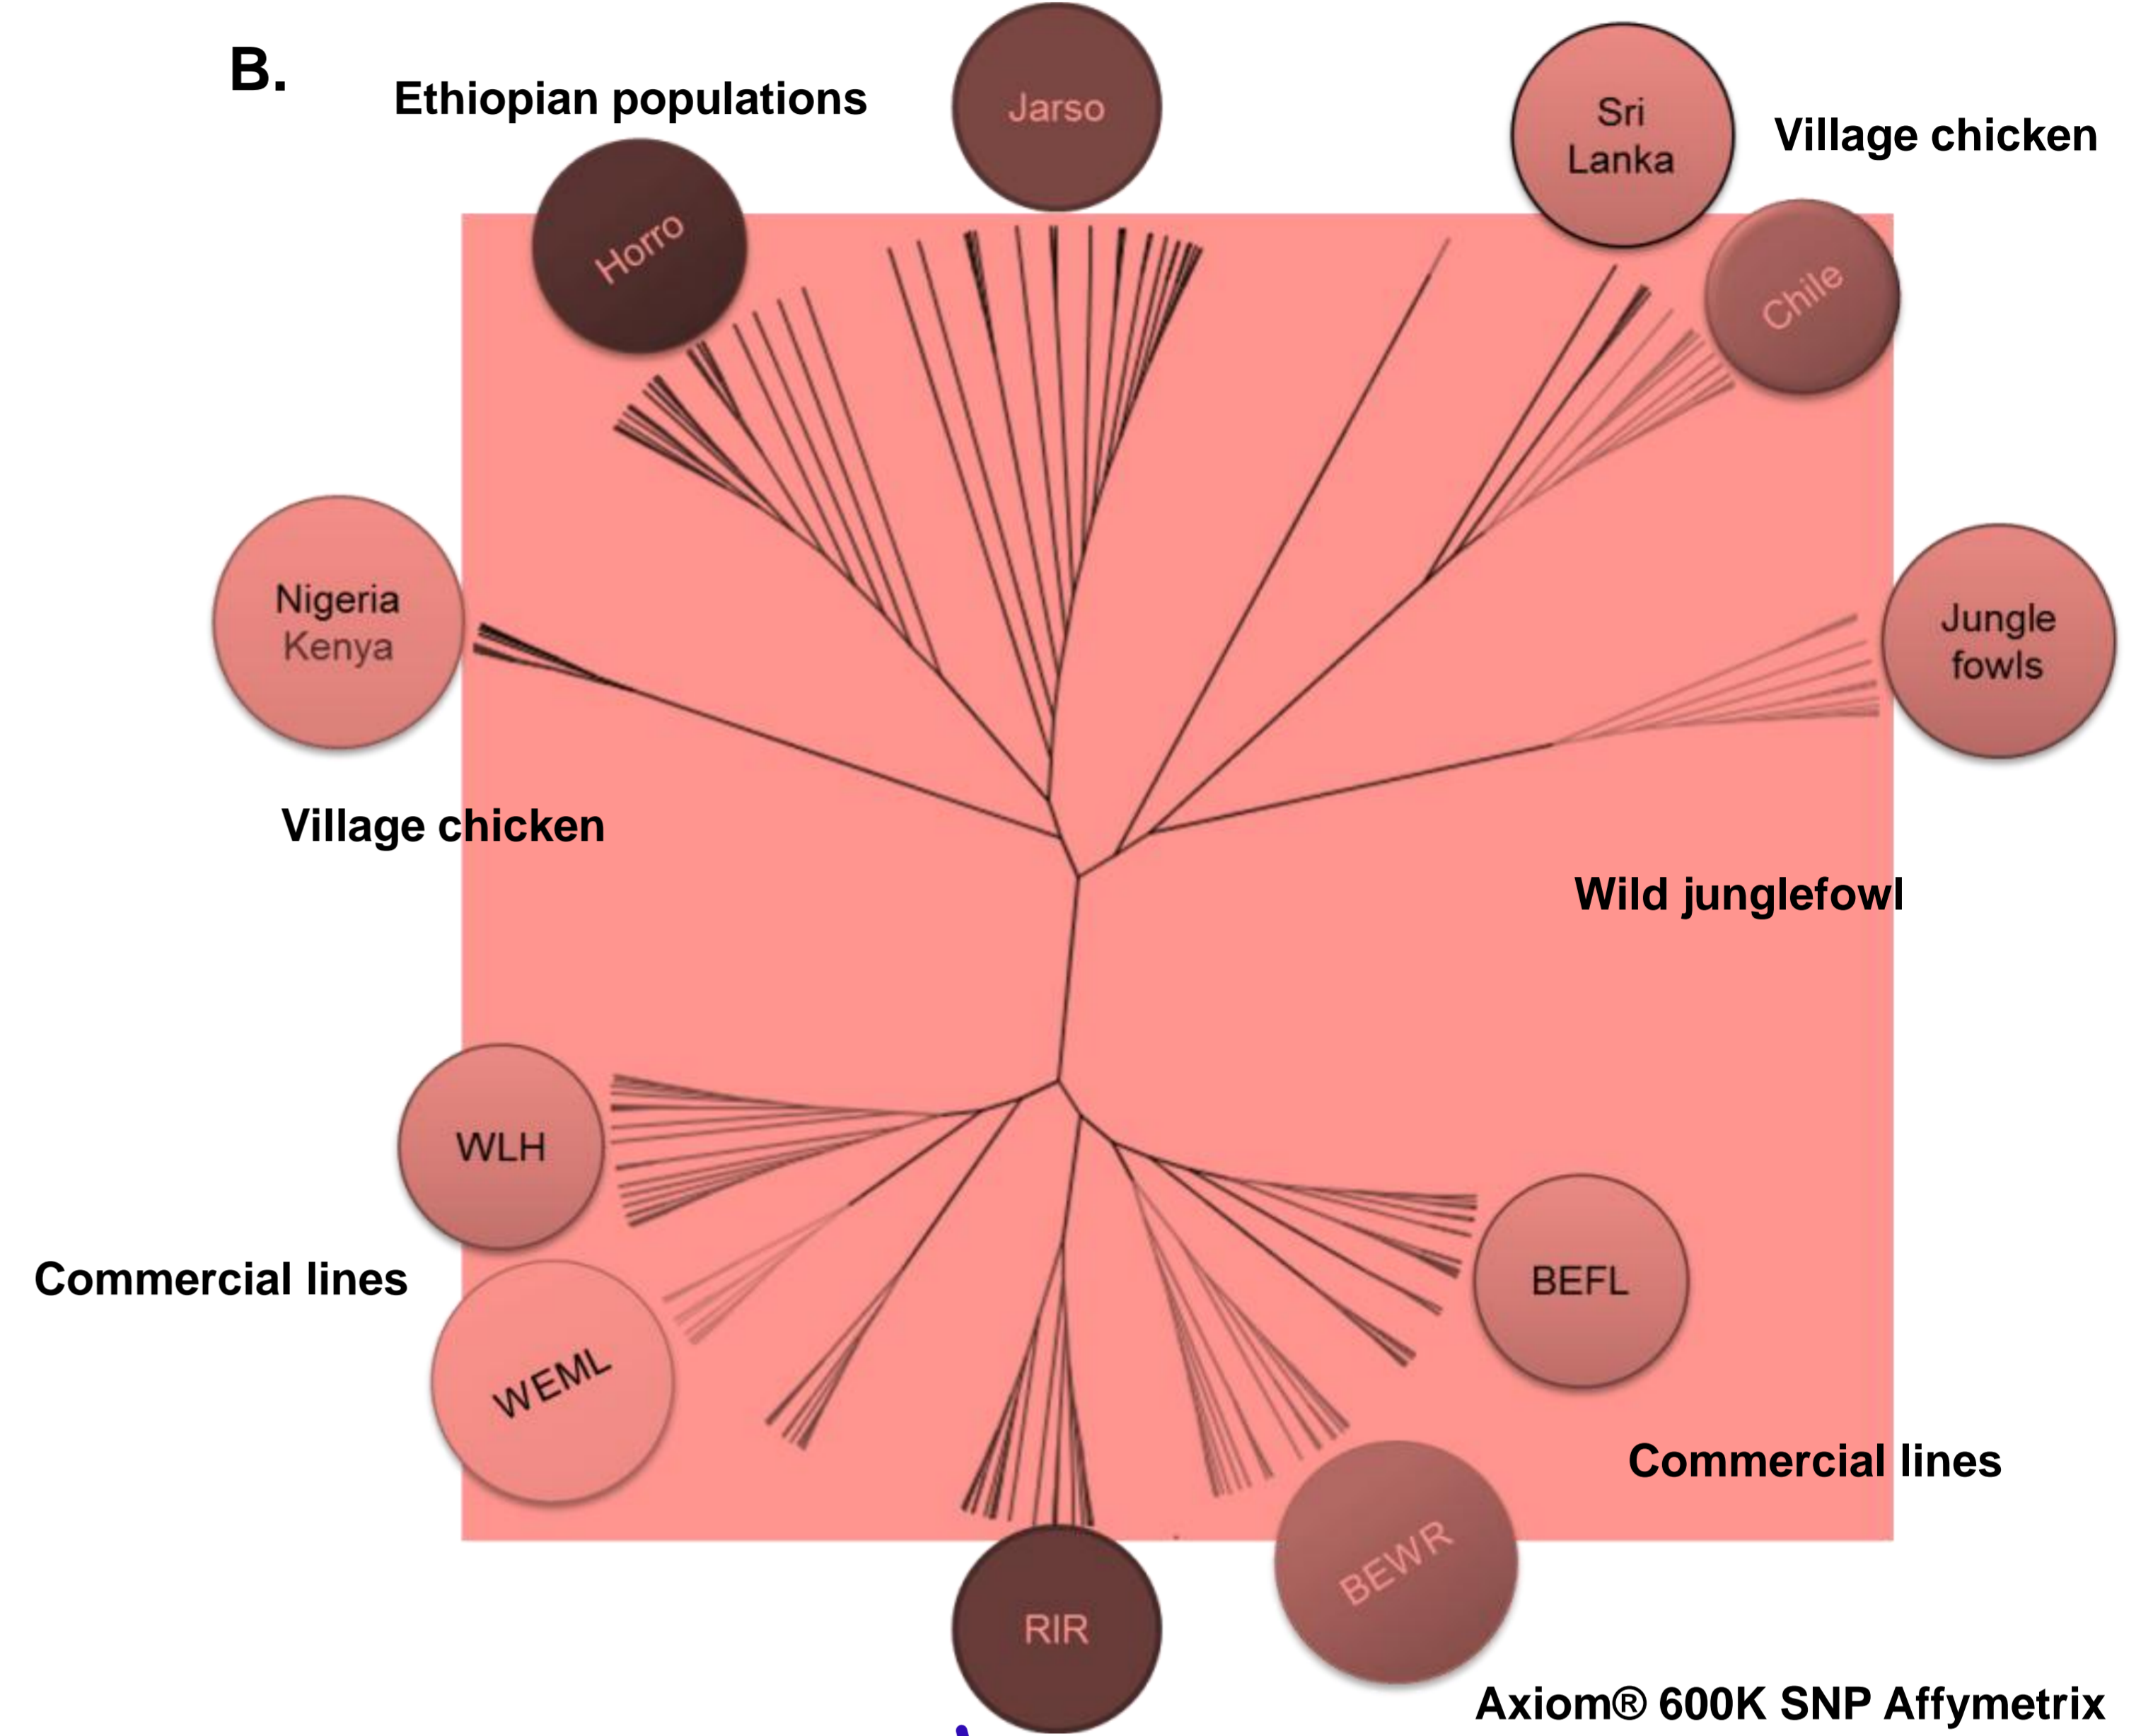 B.
Ethiopian populations
Jarso
Sri
Lanka
Village chicken
Horro
Chile
Nigeria
Kenya
Jungle
fowls
Village chicken
Wild junglefowl
WLH
Commercial lines
BEFL
WEML
Commercial lines
BEWR
RIR
Axiom® 600K SNP Affymetrix